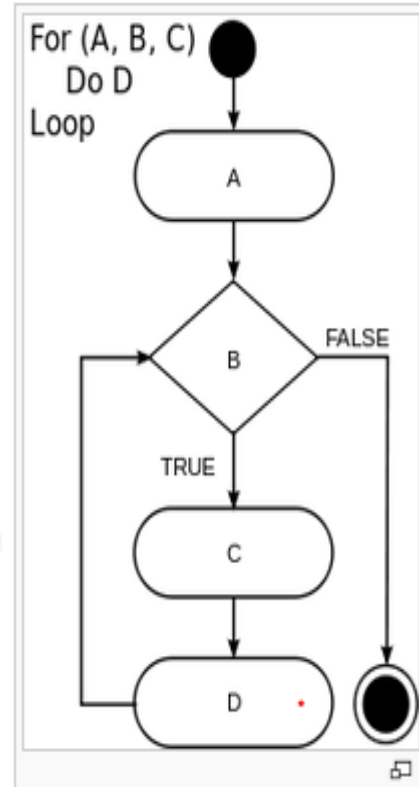 For (A, B, C)
Do D
Loop
A
B
FALSE
TRUE
C
D